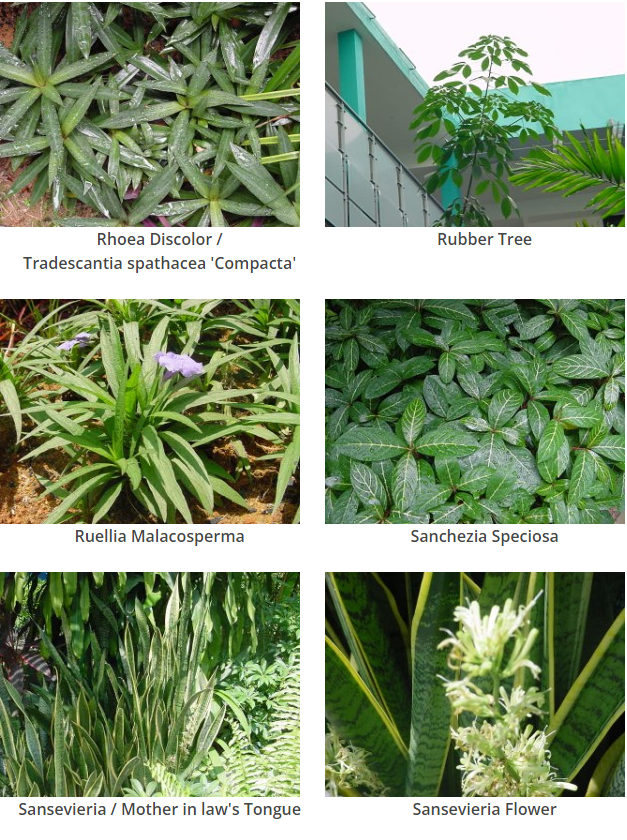 Rhoea Discolor /
Tradescantia spathacea 'Compacta'
Rubber Tree
Ruellia Malacosperma
Sanchezia Speciosa
Sansevieria / Mother in law's Tongue
Sansevieria Flower